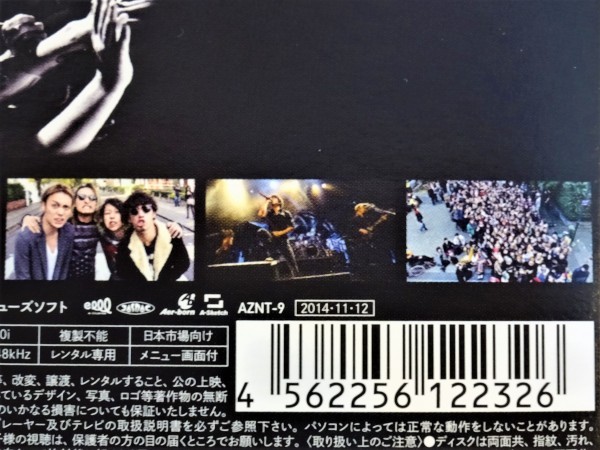 ューズソフト Aer-born A-Sketch AZNT-9 2014・11・12
0i 複製不能 日本市場向け
48kHz レンタル専用 メニュー画面付
、改変、譲渡、レンタルすること、公の上映、
ているデザイン、写真、ロゴ等著作物の無断
のいかなる損害についても保証いたしません。
レーヤー及びテレビの取扱説明書を必ずご参照下さい。パソコンによっては正常な動作をしないことがあります。
子様の視聴は、保護者の方の目の届くところでお願いします。〈取り扱い上のご注意〉●ディスクは両面共、指紋、汚れ、
4 562256 122326